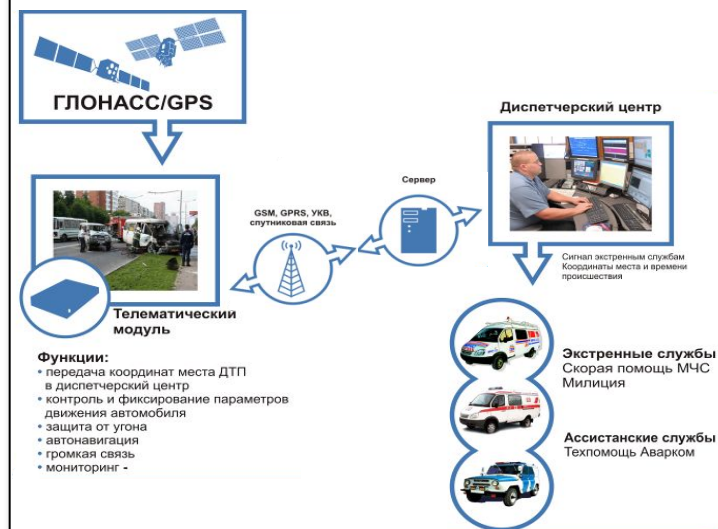 ГЛОНАСС/GPS
Диспетчерский центр
Сервер
GSM, GPRS, УКВ,
спутниковая связь
Сигнал экстренным службам
Координаты места и времени
происшествия
Телематический
модуль
Функции:
• передача координат места ДТП
в диспетчерский центр
• контроль и фиксирование параметров
движения автомобиля
• защита от угона
• автонавигация
• громкая связь
• мониторинг -
Экстренные службы
Скорая помощь МЧС
Милиция
Ассистанские службы
Техпомощь Аварком